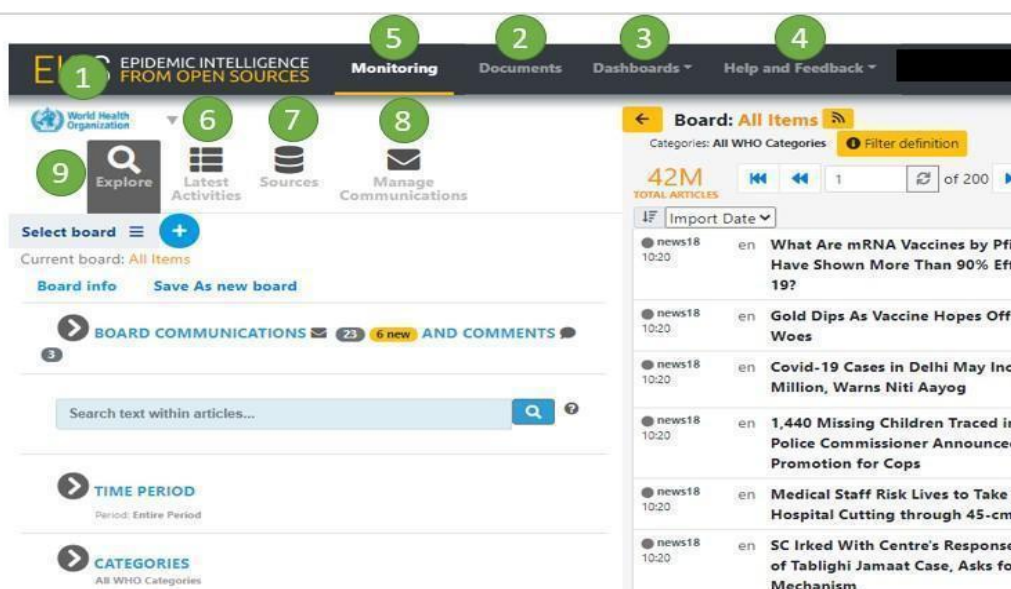 5
2
3
4
EPIDEMIC INTELLIGENCE
FROM OPEN SOURCES
Monitoring
Documents
Dashboards
Help and Feedback
1
World Health
Organization
6
7
8
9
Explore
Latest
Activities
Sources
Manage
Communications
Select board
+
Current board: All Items
Board info
Save As new board
BOARD COMMUNICATIONS 23 6 new AND COMMENTS
3
Search text within articles...
?
TIME PERIOD
Period: Entire Period
CATEGORIES
All WHO Categories
Board: All Items
Categories: All WHO Categories
Filter definition
42M
TOTAL ARTICLES
1
of 200
Import Date
news18
10:20
en
What Are mRNA Vaccines by Pfi
Have Shown More Than 90% Eff
19?
news18
10:20
en
Gold Dips As Vaccine Hopes Off
Woes
news18
10:20
en
Covid-19 Cases in Delhi May Inc
Million, Warns Niti Aayog
news18
10:20
en
1,440 Missing Children Traced in
Police Commissioner Announce
Promotion for Cops
news18
10:20
en
Medical Staff Risk Lives to Take
Hospital Cutting through 45-cm
news18
10:20
en
SC Irked With Centre's Response
of Tablighi Jamaat Case, Asks fo
Mechanism